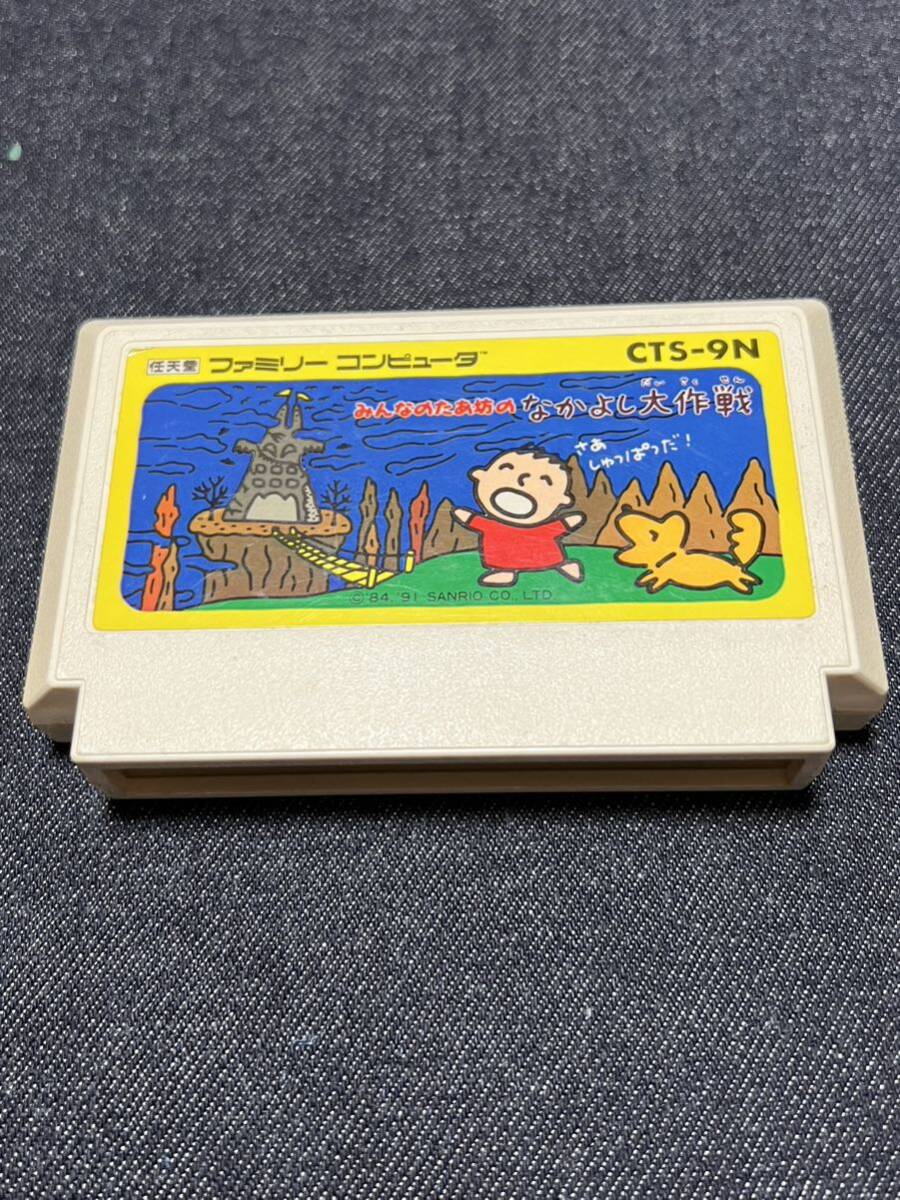 任天堂 ファミリー コンピュータ™ CTS-9N
みんなのたあ坊の なかよし大作戦
だい さく せん
さあ
しゅっぱつだ!
©'84, '91 SANRIO CO., LTD